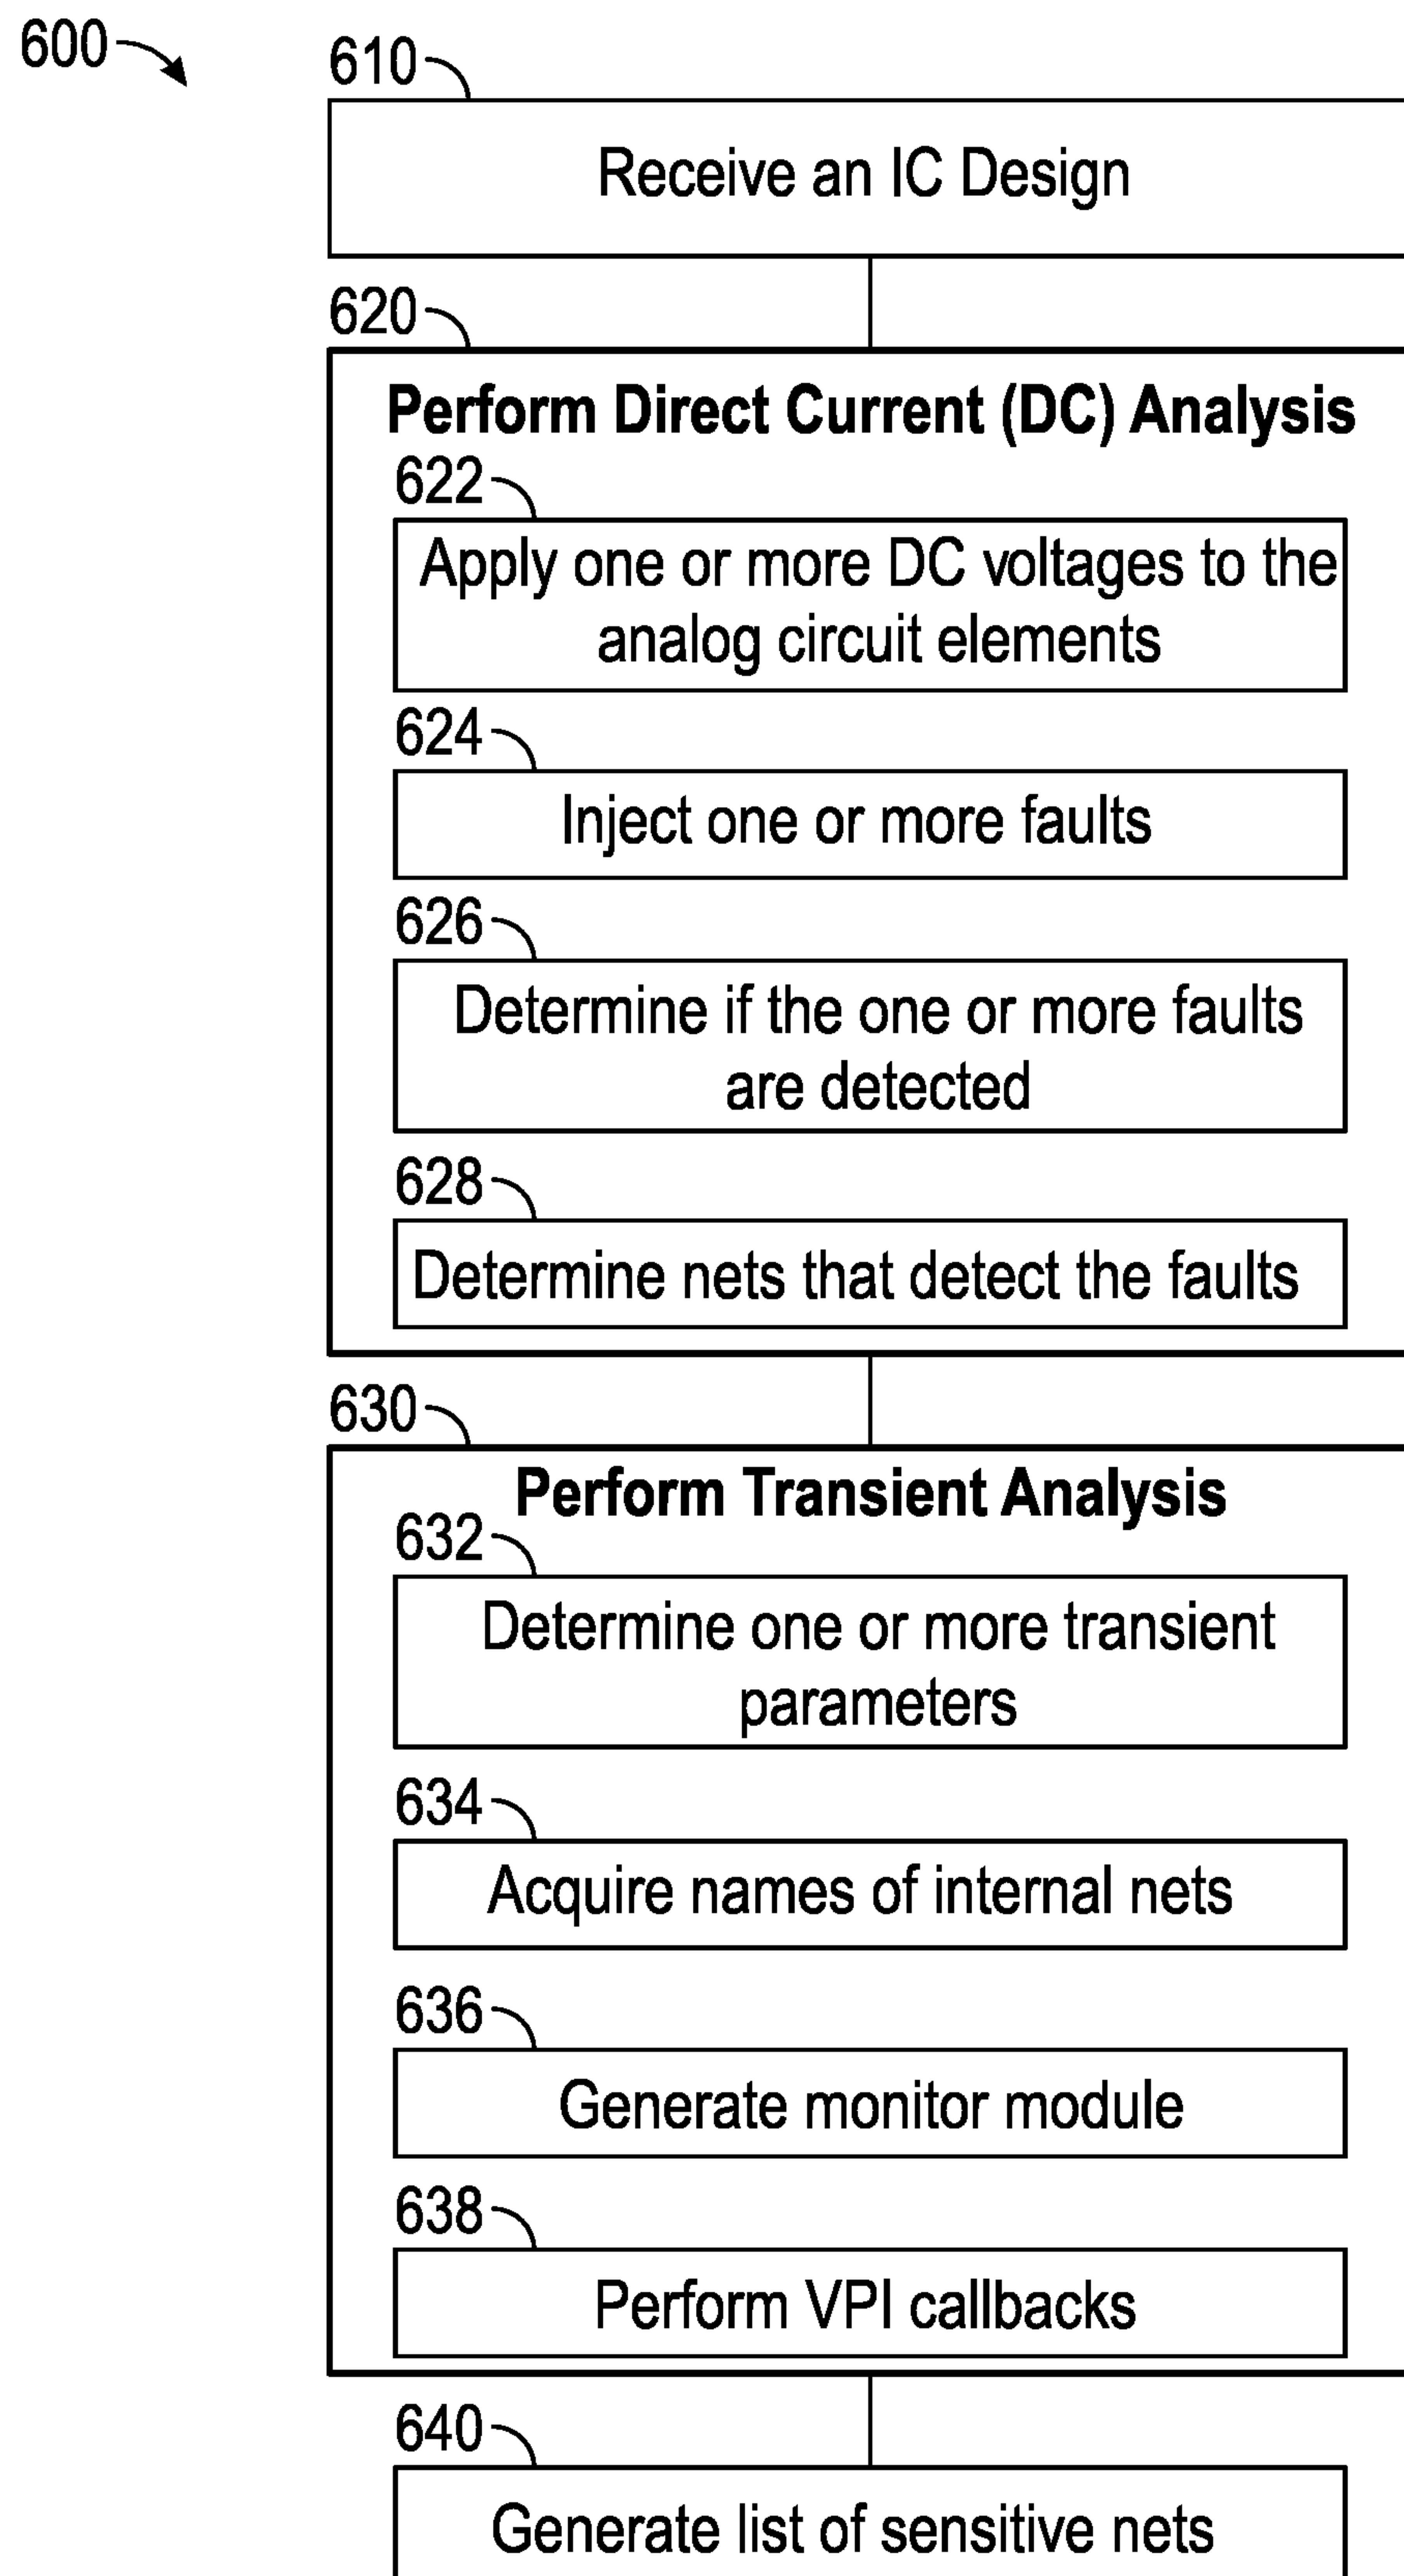 600
610
Receive an IC Design
620
Perform Direct Current (DC) Analysis
622
Apply one or more DC voltages to the
analog circuit elements
624
Inject one or more faults
626
Determine if the one or more faults
are detected
628
Determine nets that detect the faults
630
Perform Transient Analysis
632
Determine one or more transient
parameters
634
Acquire names of internal nets
636
Generate monitor module
638
Perform VPI callbacks
640
Generate list of sensitive nets